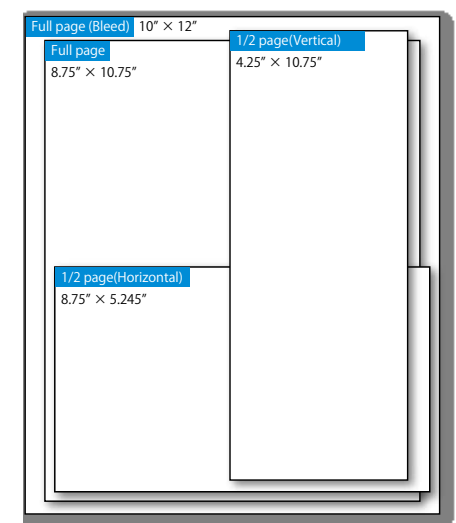 Full page (Bleed) 10″ × 12″
Full page
8.75″ × 10.75″
1/2 page(Vertical)
4.25″ × 10.75″
1/2 page(Horizontal)
8.75″ × 5.245″